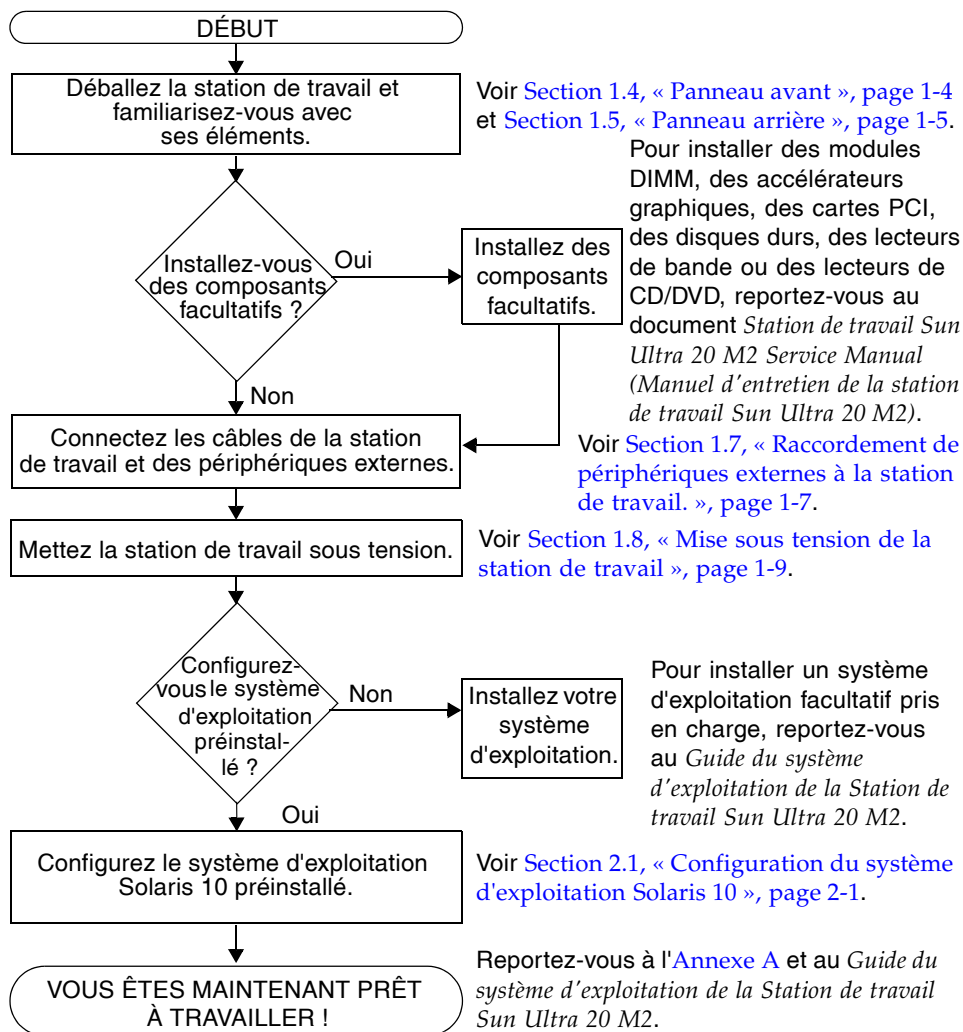 DÉBUT
Déballez la station de travail et
familiarisez-vous avec
ses éléments.
Voir Section 1.4, « Panneau avant », page 1-4
et Section 1.5, « Panneau arrière », page 1-5.
Installez-vous
des composants
facultatifs ?
Oui
Installez des
composants
facultatifs.
Pour installer des modules
DIMM, des accélérateurs
graphiques, des cartes PCI,
des disques durs, des lecteurs
de bande ou des lecteurs de
CD/DVD, reportez-vous au
document Station de travail Sun
Ultra 20 M2 Service Manual
(Manuel d'entretien de la station
de travail Sun Ultra 20 M2).
Non
Connectez les câbles de la station
de travail et des périphériques externes.
Voir Section 1.7, « Raccordement de
périphériques externes à la station
de travail. », page 1-7.
Mettez la station de travail sous tension.
Voir Section 1.8, « Mise sous tension de la
station de travail », page 1-9.
Configurez-
vous le système
d'exploitation
préinstal-
lé ?
Non
Installez votre
système
d'exploitation.
Pour installer un système
d'exploitation facultatif pris
en charge, reportez-vous
au Guide du système
d'exploitation de la Station de
travail Sun Ultra 20 M2.
Oui
Configurez le système d'exploitation
Solaris 10 préinstallé.
Voir Section 2.1, « Configuration du système
d'exploitation Solaris 10 », page 2-1.
VOUS ÊTES MAINTENANT PRÊT
À TRAVAILLER !
Reportez-vous à l'Annexe A et au Guide du
système d'exploitation de la Station de travail
Sun Ultra 20 M2.